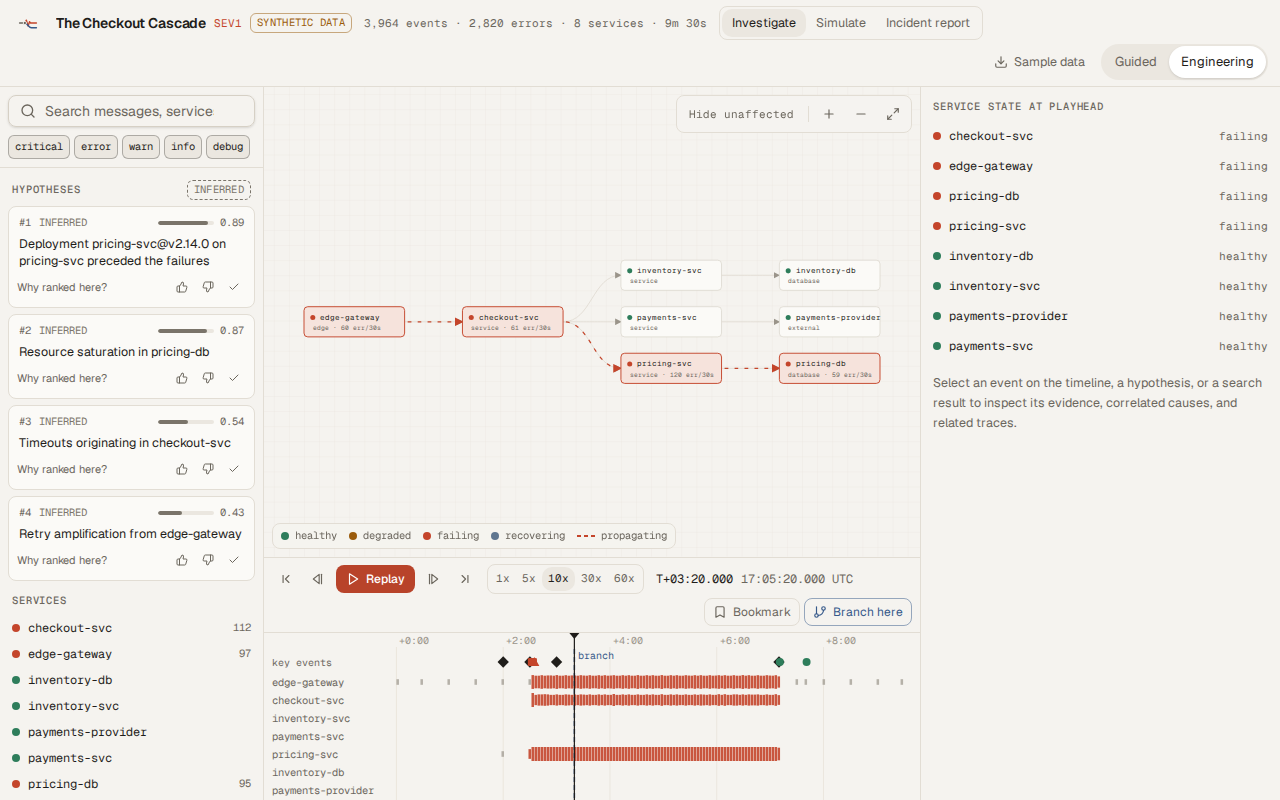 The Checkout Cascade SEV1 SYNTHETIC DATA 3,964 events · 2,820 errors · 8 services · 9m 30s Investigate Simulate Incident report
Sample data Guided Engineering
Search messages, service
critical error warn info debug
HYPOTHESES INFERRED
#1 INFERRED 0.89
Deployment pricing-svc@v2.14.0 on
pricing-svc preceded the failures
Why ranked here?
#2 INFERRED 0.87
Resource saturation in pricing-db
Why ranked here?
#3 INFERRED 0.54
Timeouts originating in checkout-svc
Why ranked here?
#4 INFERRED 0.43
Retry amplification from edge-gateway
Why ranked here?
SERVICES
checkout-svc 112
edge-gateway 97
inventory-db
inventory-svc
payments-provider
payments-svc
pricing-db 95
Hide unaffected
inventory-svc
service
inventory-db
database
edge-gateway
edge · 60 err/30s
checkout-svc
service · 61 err/30s
payments-svc
service
payments-provider
external
pricing-svc
service · 120 err/30s
pricing-db
database · 59 err/30s
healthy degraded failing recovering propagating
Replay 1x 5x 10x 30x 60x T+03:20.000 17:05:20.000 UTC
Bookmark Branch here
+0:00 +2:00 +4:00 +6:00 +8:00
branch
key events
edge-gateway
checkout-svc
inventory-svc
payments-svc
pricing-svc
inventory-db
payments-provider
SERVICE STATE AT PLAYHEAD
checkout-svc failing
edge-gateway failing
pricing-db failing
pricing-svc failing
inventory-db healthy
inventory-svc healthy
payments-provider healthy
payments-svc healthy
Select an event on the timeline, a hypothesis, or a search
result to inspect its evidence, correlated causes, and
related traces.